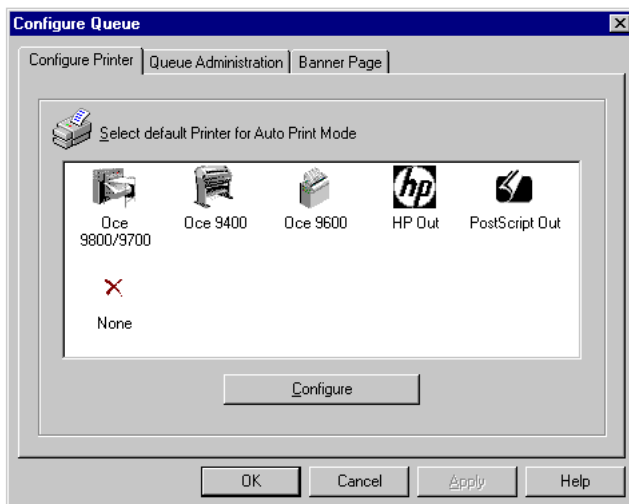 Configure Queue
Configure Printer Queue Administration Banner Page
Select default Printer for Auto Print Mode
hp
Oce 9800/9700
Oce 9400
Oce 9600
HP Out
PostScript Out
None
Configure
OK Cancel Apply Help